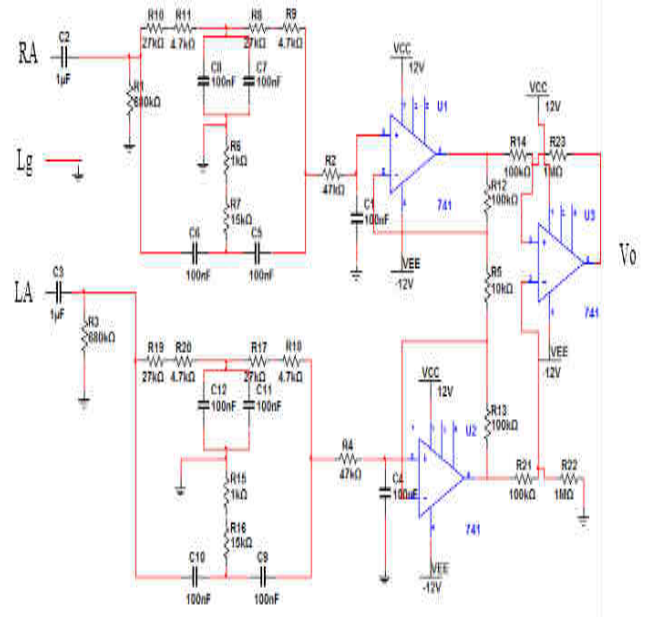 R10 R11 R8 R9
27kΩ 4.7kΩ 27kΩ 4.7kΩ
RA
C2
1µF
C8 C7
100nF 100nF
R1
680kΩ
VCC
12V
U1
VCC
12V
R6
1kΩ
Lg
R2
47kΩ
R14 R23
100kΩ 1MΩ
741
R12
100kΩ
R7
15kΩ
C1
100nF
U3
C6 C5
100nF 100nF
Vo
VEE
-12V
R5
10kΩ
LA
C3
1µF
741
R3
680kΩ
VEE
-12V
R19 R20 R17 R18
27kΩ 4.7kΩ 27kΩ 4.7kΩ
VCC
12V
C12 C11
100nF 100nF
R13
100kΩ
U2
R4
47kΩ
R21 R22
100kΩ 1MΩ
R15
1kΩ
C4
R16
15kΩ
741
C10 C9
100nF 100nF
VEE
-12V